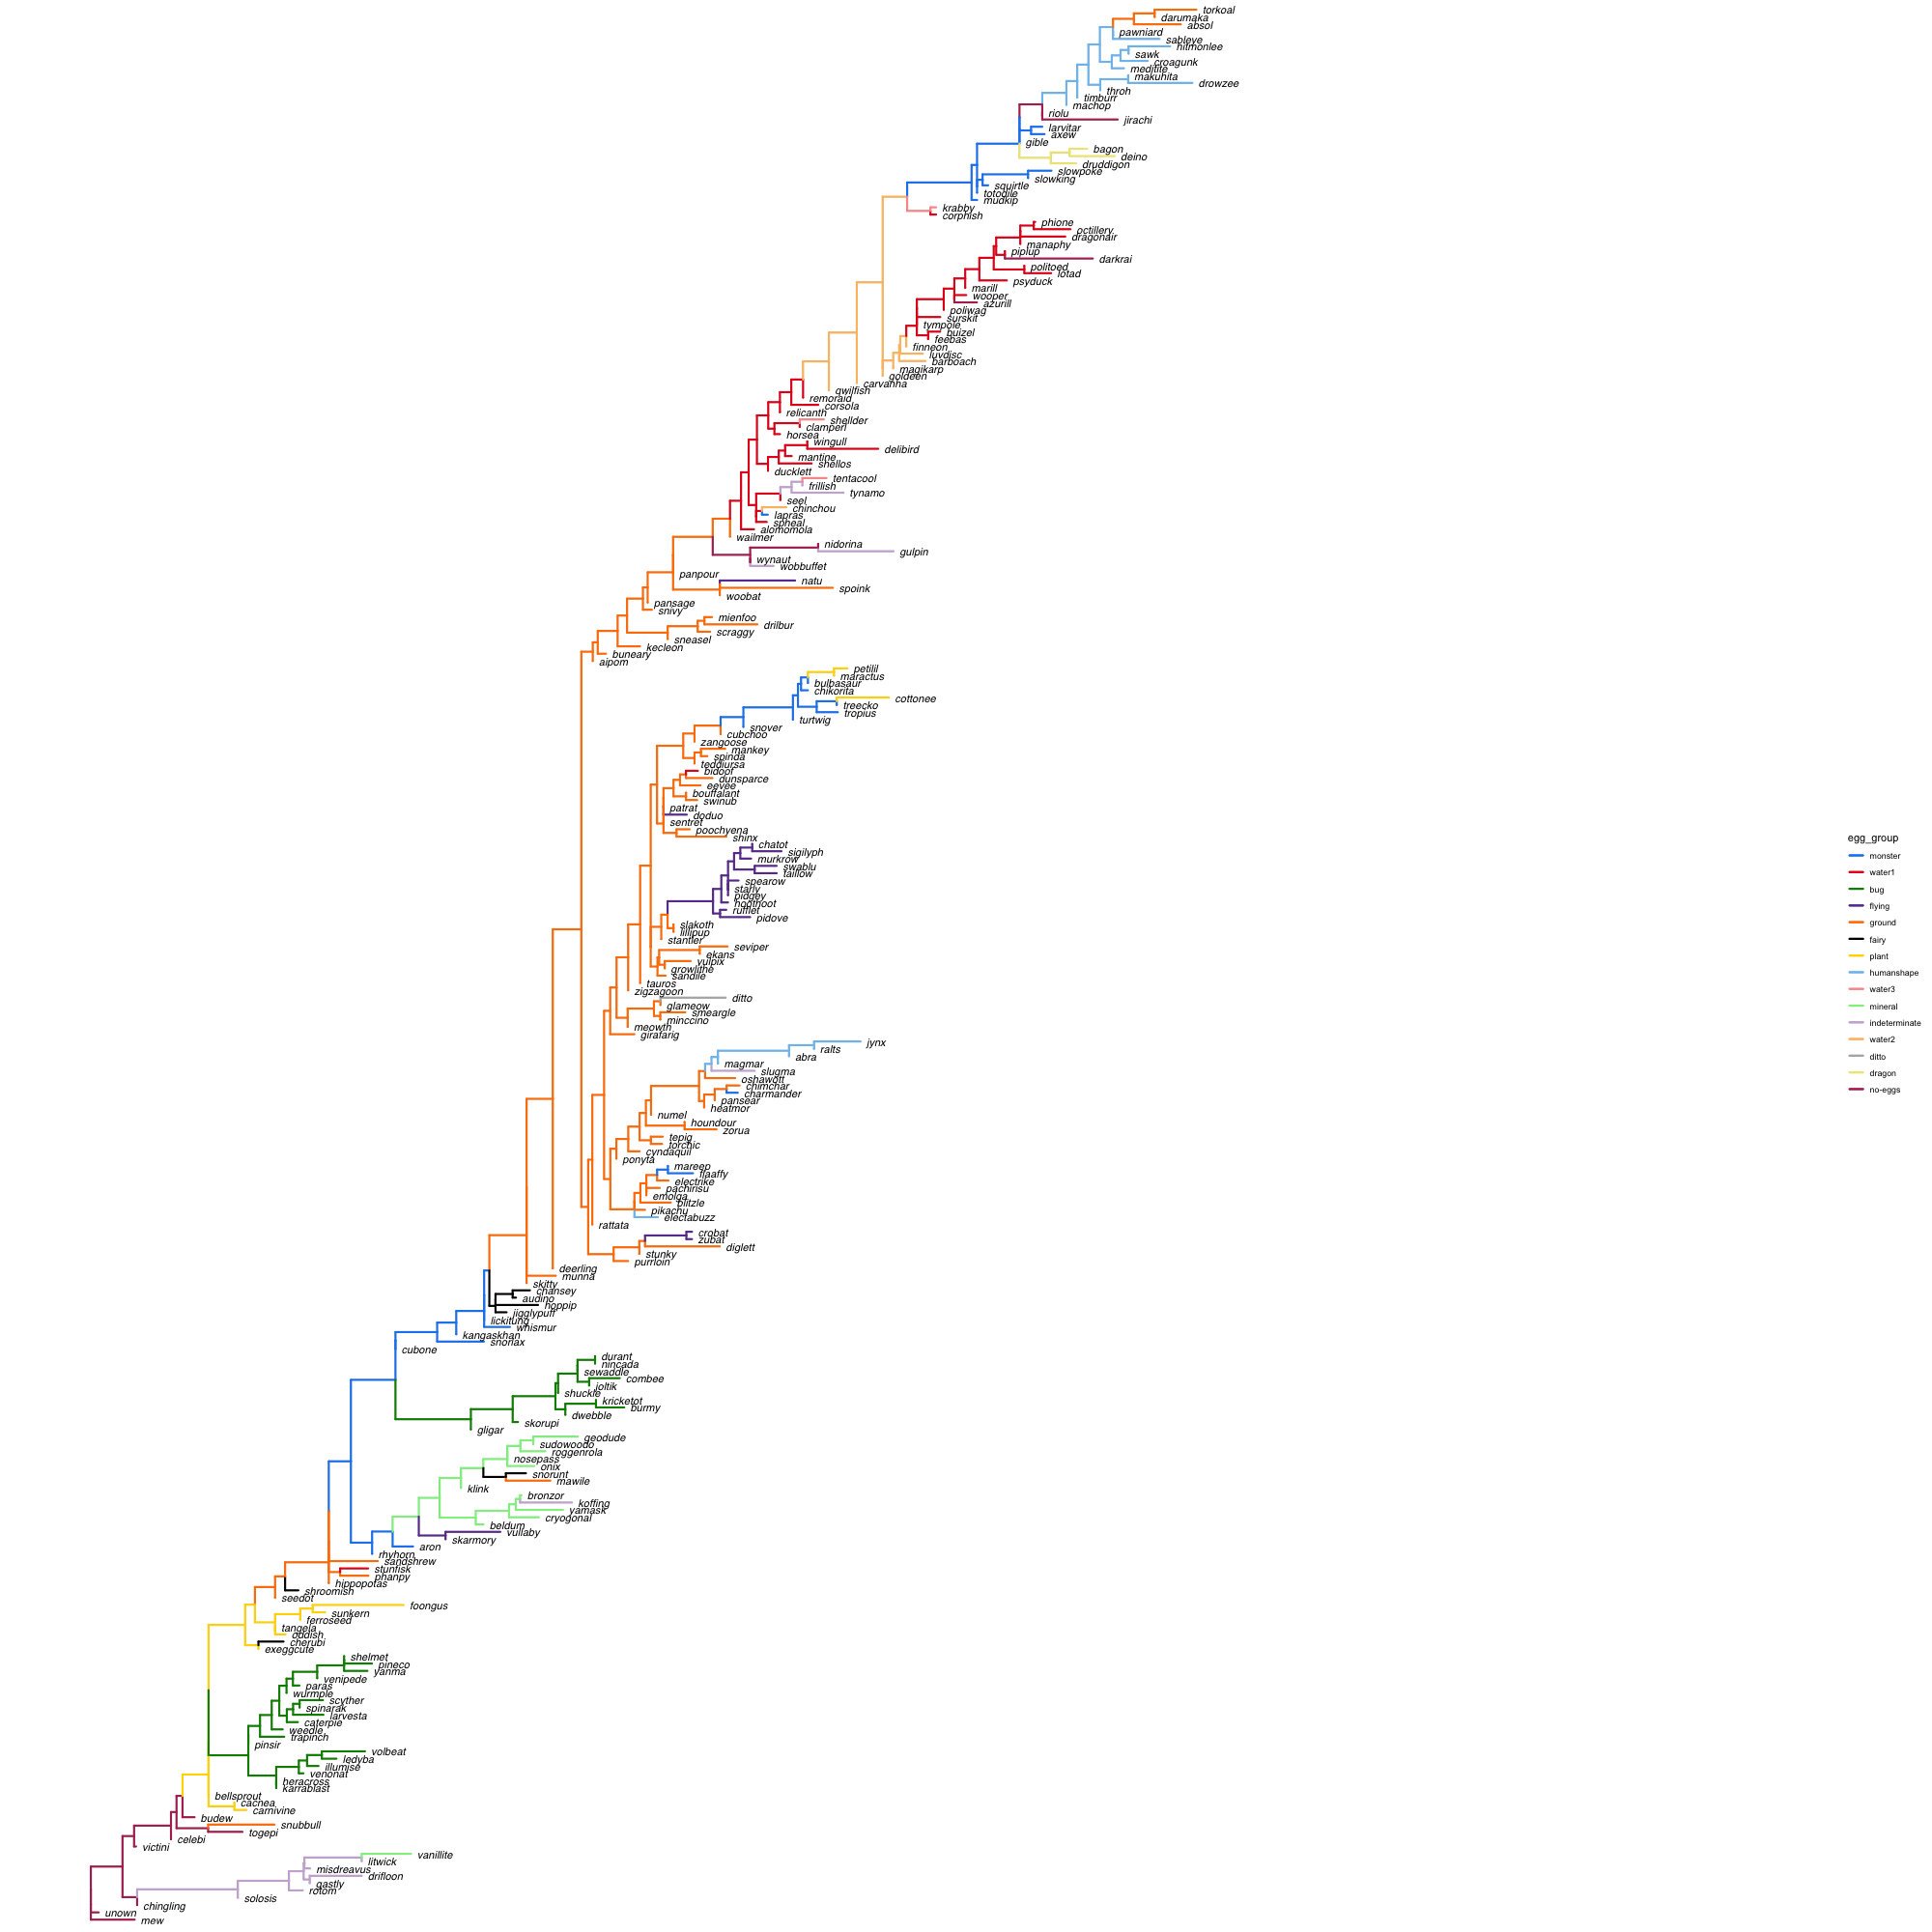 torkoal
darumaka
absol
pawniard
sableye
hitmonlee
sawk
croagunk
meditite
makuhita
drowzee
throh
timburr
machop
riolu
jirachi
larvitar
axew
gible
bagon
deino
druddigon
slowpoke
slowking
squirtle
totodile
mudkip
krabby
corphish
phione
octillery
dragonair
manaphy
piplup
darkrai
politoed
lotad
psyduck
marill
wooper
azurill
poliwag
surskit
tympole
buizel
feebas
finneon
luvdisc
barboach
magikarp
goldeen
carvanha
qwilfish
remoraid
corsola
relicanth
shellder
clamperl
horsea
wingull
delibird
mantine
shellos
ducklett
tentacool
frillish
tynamo
seel
chinchou
lapras
spheal
alomomola
wailmer
nidorina
gulpin
wynaut
wobbuffet
panpour
natu
spoink
woobat
pansage
snivy
mienfoo
drilbur
scraggy
sneasel
kecleon
buneary
aipom
petilil
maractus
bulbasaur
chikorita
cottonee
treecko
tropius
turtwig
snover
cubchoo
zangoose
mankey
spinda
teddiursa
bidoof
dunsparce
eevee
bouffalant
swinub
patrat
doduo
sentret
poochyena
shinx
chatot
sigilyph
murkrow
swablu
taillow
spearow
starly
pidgey
hoothoot
rufflet
pidove
slakoth
lillipup
stantler
seviper
ekans
vulpix
growlithe
sandile
tauros
zigzagoon
ditto
glameow
smeargle
minccino
meowth
girafarig
jynx
ralts
abra
magmar
slugma
oshawott
chimchar
charmander
pansear
heatmor
numel
houndour
zorua
tepig
torchic
cyndaquil
ponyta
mareep
flaaffy
electrike
pachirisu
emolga
blitzle
pikachu
electabuzz
rattata
crobat
zubat
diglett
stunky
purrloin
deerling
munna
skitty
chansey
audino
hoppip
jigglypuff
lickitung
whismur
kangaskhan
snorlax
cubone
durant
nincada
sewaddle
combee
joltik
shuckle
kricketot
burmy
dwebble
skorupi
gligar
geodude
sudowoodo
roggenrola
nosepass
onix
snorunt
mawile
klink
bronzor
koffing
yamask
cryogonal
beldum
vullaby
skarmory
aron
rhyhorn
sandshrew
stunfisk
phanpy
hippopotas
shroomish
seedot
foongus
sunkern
ferroseed
tangela
oddish
cherubi
exeggcute
shelmet
pineco
yanma
venipede
paras
wurmple
scyther
spinarak
larvesta
caterpie
weedle
trapinch
pinsir
volbeat
ledyba
illumise
venonat
heracross
karrablast
bellsprout
cacnea
carnivine
budew
snubbull
togepi
celebi
victini
vanillite
litwick
misdreavus
drifloon
gastly
rotom
solosis
chingling
unown
mew
egg_group
monster
water1
bug
flying
ground
fairy
plant
humanshape
water3
mineral
indeterminate
water2
ditto
dragon
no-eggs